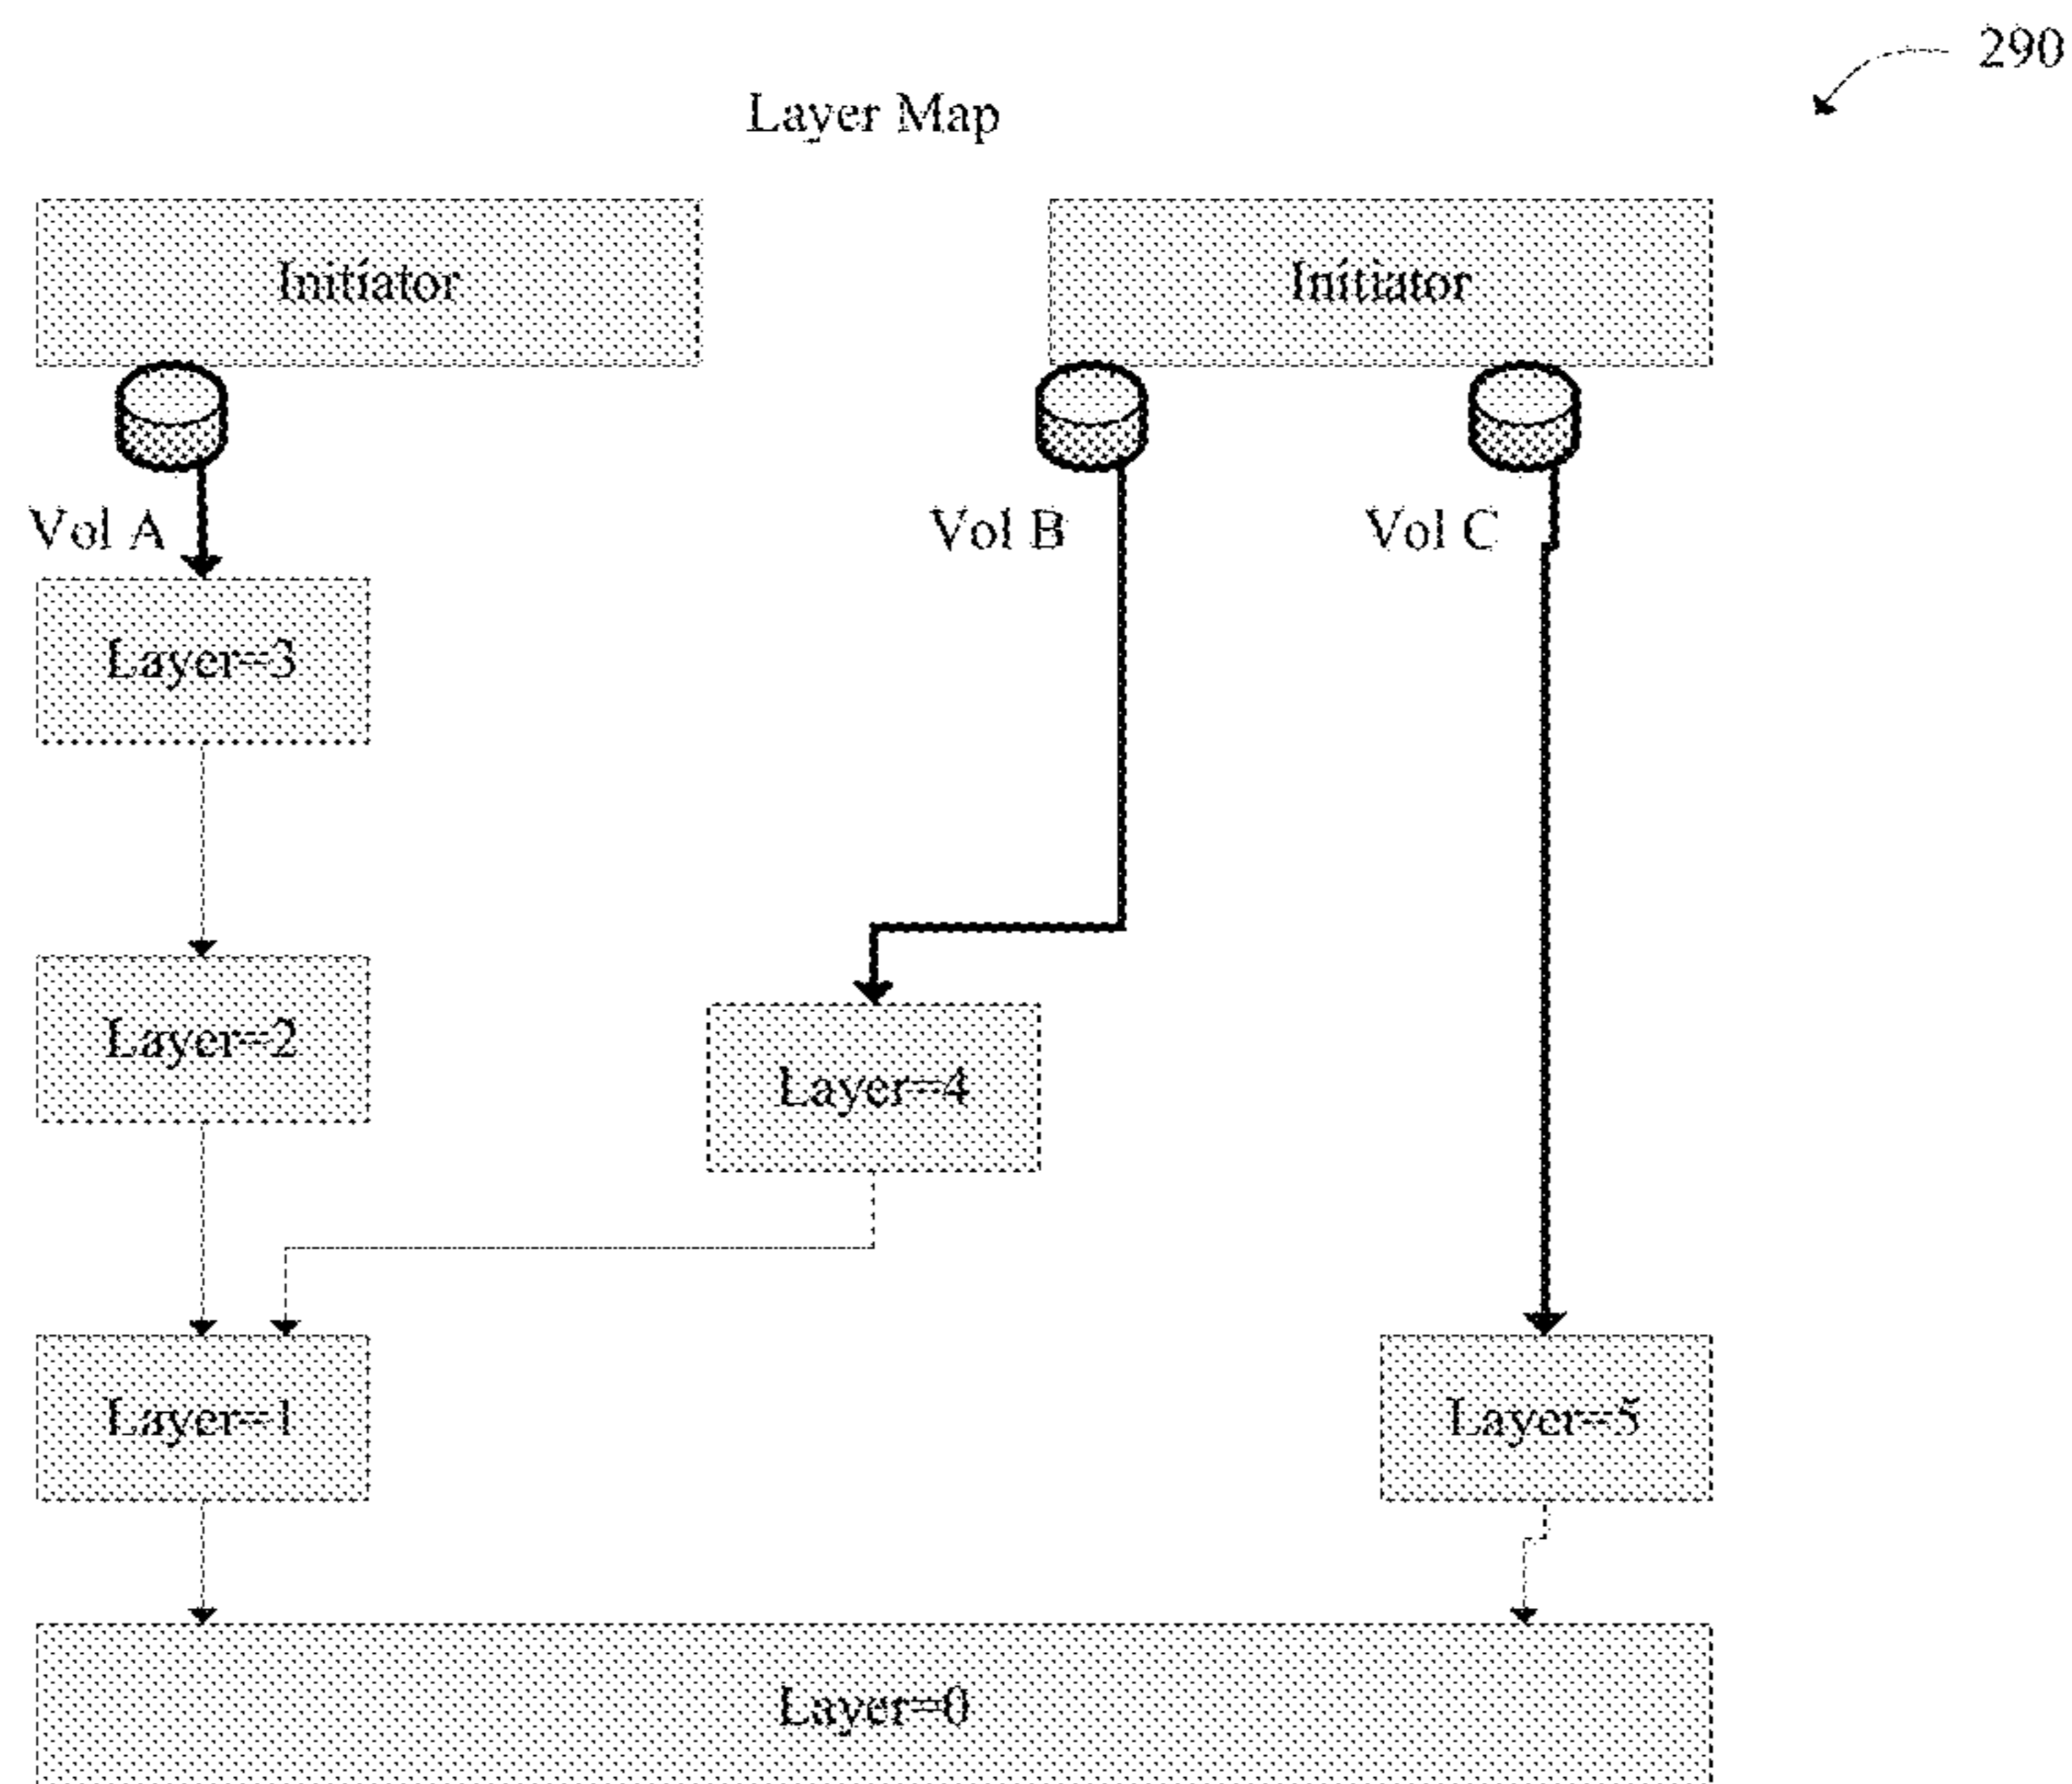 290
Layer Map
Initiator
Initiator
Vol A
Vol B
Vol C
Layer=3
Layer=2
Layer=4
Layer=1
Layer=5
Layer=0